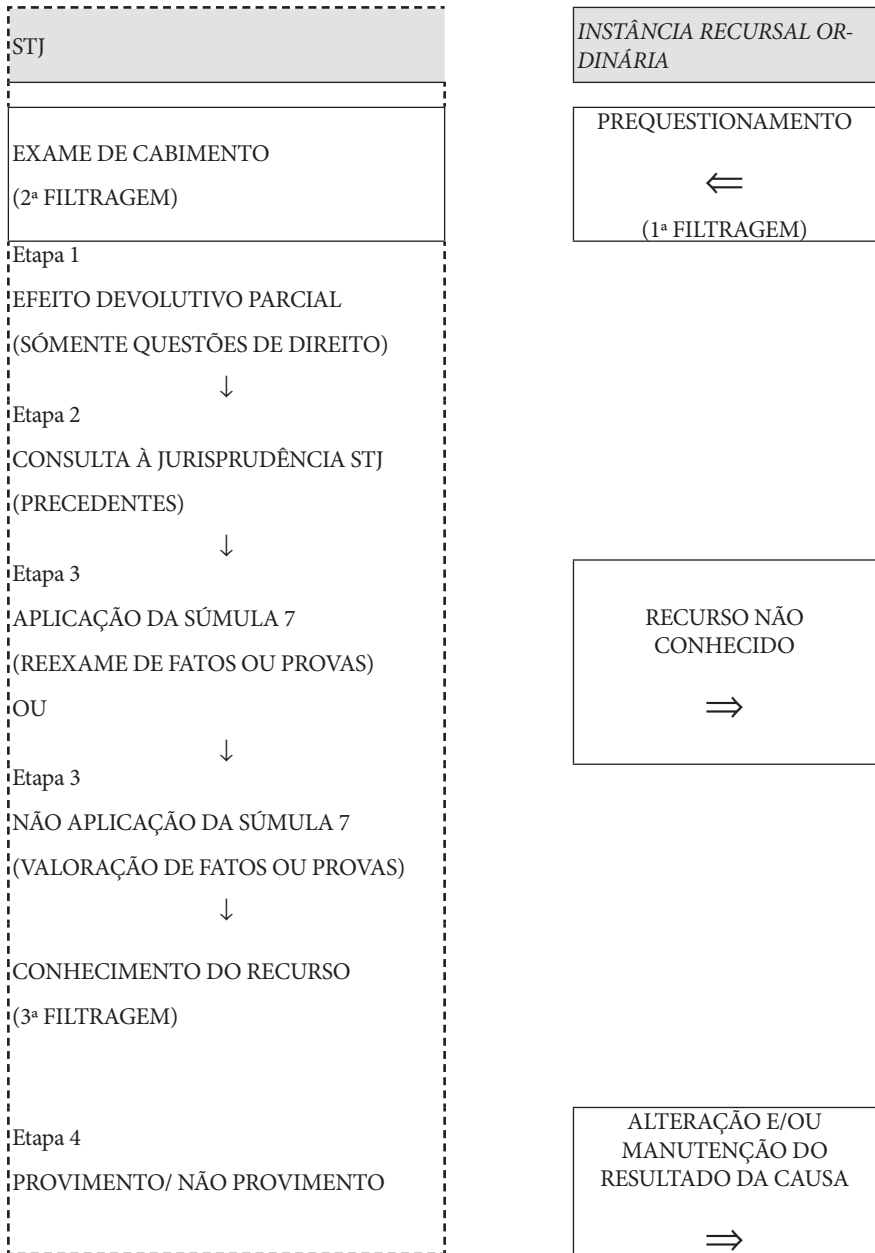 STJ
INSTÂNCIA RECURSAL OR-
DINÁRIA
EXAME DE CABIMENTO
(2ª FILTRAGEM)
PREQUESTIONAMENTO
⇐
(1ª FILTRAGEM)
Etapa 1
EFEITO DEVOLUTIVO PARCIAL
(SÓMENTE QUESTÕES DE DIREITO)
↓
Etapa 2
CONSULTA À JURISPRUDÊNCIA STJ
(PRECEDENTES)
↓
Etapa 3
APLICAÇÃO DA SÚMULA 7
(REEXAME DE FATOS OU PROVAS)
OU
↓
RECURSO NÃO
CONHECIDO
⇒
Etapa 3
NÃO APLICAÇÃO DA SÚMULA 7
(VALORAÇÃO DE FATOS OU PROVAS)
↓
CONHECIMENTO DO RECURSO
(3ª FILTRAGEM)
Etapa 4
PROVIMENTO/ NÃO PROVIMENTO
ALTERAÇÃO E/OU
MANUTENÇÃO DO
RESULTADO DA CAUSA
⇒